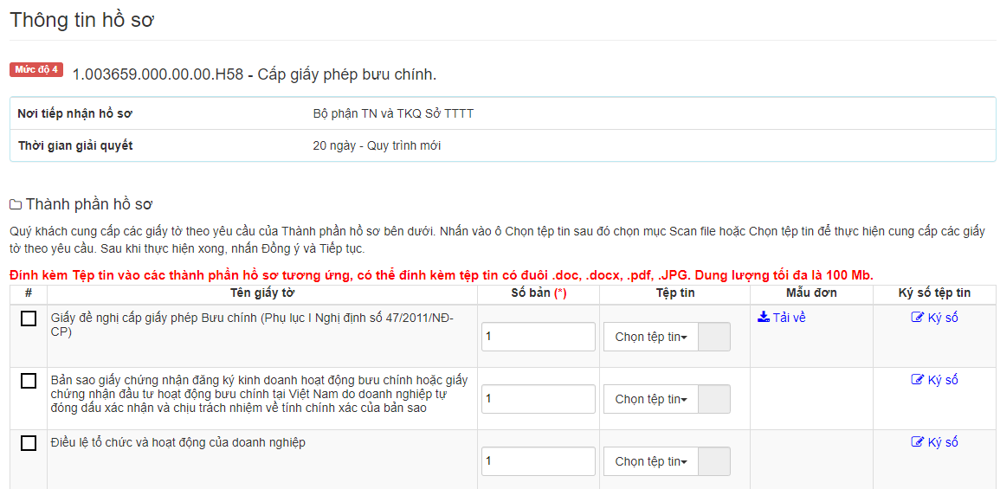 Thông tin hồ sơ
Mức độ 4 1.003659.000.00.00.H58 - Cấp giấy phép bưu chính.
Nơi tiếp nhận hồ sơ Bộ phận TN và TKQ Sở TTTT
Thời gian giải quyết 20 ngày - Quy trình mới
Thành phần hồ sơ
Quý khách cung cấp các giấy tờ theo yêu cầu của Thành phần hồ sơ bên dưới. Nhấn vào ô Chọn tệp tin sau đó chọn mục Scan file hoặc Chọn tệp tin để thực hiện cung cấp các giấy
tờ theo yêu cầu. Sau khi thực hiện xong, nhấn Đồng ý và Tiếp tục.
Đính kèm Tệp tin vào các thành phần hồ sơ tương ứng, có thể đính kèm tệp tin có đuôi .doc, .docx, .pdf, .JPG. Dung lượng tối đa là 100 Mb.
# Tên giấy tờ Số bản (*) Tệp tin Mẫu đơn Ký số tệp tin
Giấy đề nghị cấp giấy phép Bưu chính (Phụ lục I Nghị định số 47/2011/NĐ-
CP)
1 Chọn tệp tin Tải về Ký số
Bản sao giấy chứng nhận đăng ký kinh doanh hoạt động bưu chính hoặc giấy
chứng nhận đầu tư hoạt động bưu chính tại Việt Nam do doanh nghiệp tự
đóng dấu xác nhận và chịu trách nhiệm về tính chính xác của bản sao
1 Chọn tệp tin Ký số
Điều lệ tổ chức và hoạt động của doanh nghiệp
1 Chọn tệp tin Ký số